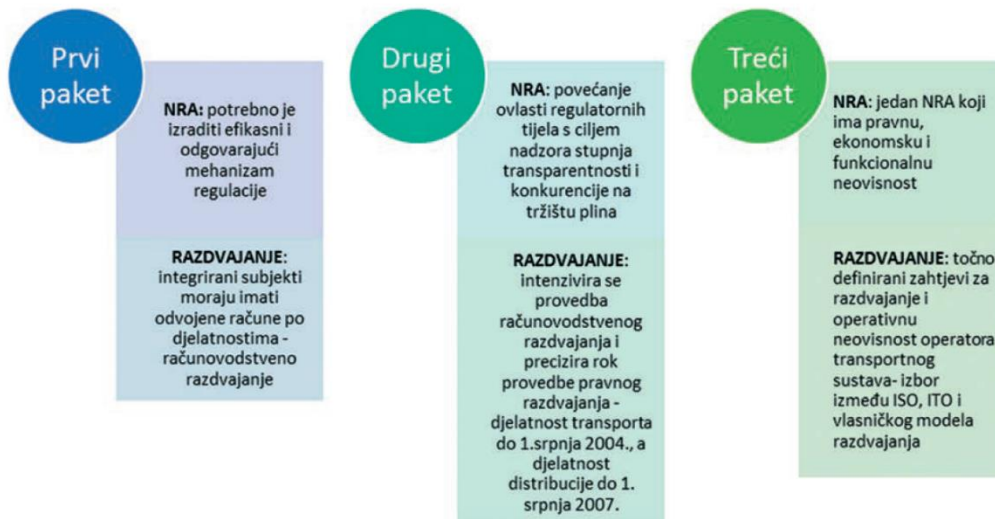 Prvi
paket
NRA: potrebno je
izraditi efikasni i
odgovarajući
mehanizam
regulacije
RAZDVAJANJE:
integrirani subjekti
moraju imati
odvojene račune po
djelatnostima -
računovodstveno
razdvajanje
Drugi
paket
NRA: povećanje
ovlasti regulatornih
tijela s ciljem
nadzora stupnja
transparentnosti i
konkurencije na
tržištu plina
RAZDVAJANJE:
intenzivira se
provedba
računovodstvenog
razdvajanja i
precizira rok
provedbe pravnog
razdvajanja -
djelatnost transporta
do 1.srpnja 2004., a
djelatnost
distribucije do 1.
srpnja 2007.
Treći
paket
NRA: jedan NRA koji
ima pravnu,
ekonomsku i
funkcionalnu
neovisnost
RAZDVAJANJE: točno
definirani zahtjevi za
razdvajanje i
operativnu
neovisnost operatora
transportnog
sustava- izbor
između ISO, ITO i
vlasničkog modela
razdvajanja